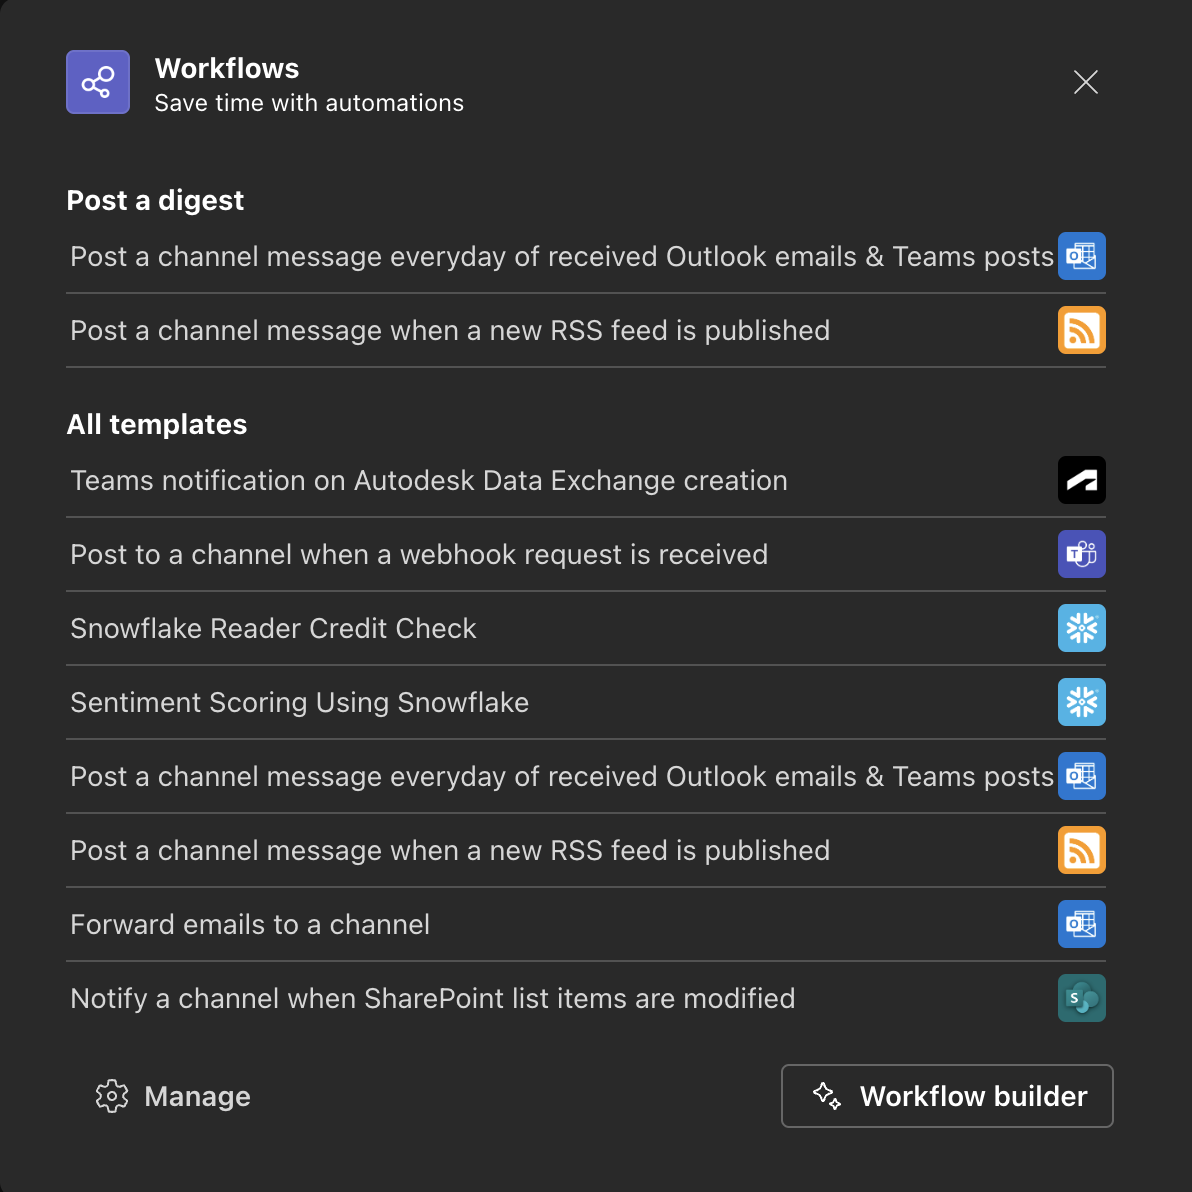 Workflows
Save time with automations
Post a digest
Post a channel message everyday of received Outlook emails & Teams posts
Post a channel message when a new RSS feed is published
All templates
Teams notification on Autodesk Data Exchange creation
Post to a channel when a webhook request is received
Snowflake Reader Credit Check
Sentiment Scoring Using Snowflake
Post a channel message everyday of received Outlook emails & Teams posts
Post a channel message when a new RSS feed is published
Forward emails to a channel
Notify a channel when SharePoint list items are modified
Manage
Workflow builder